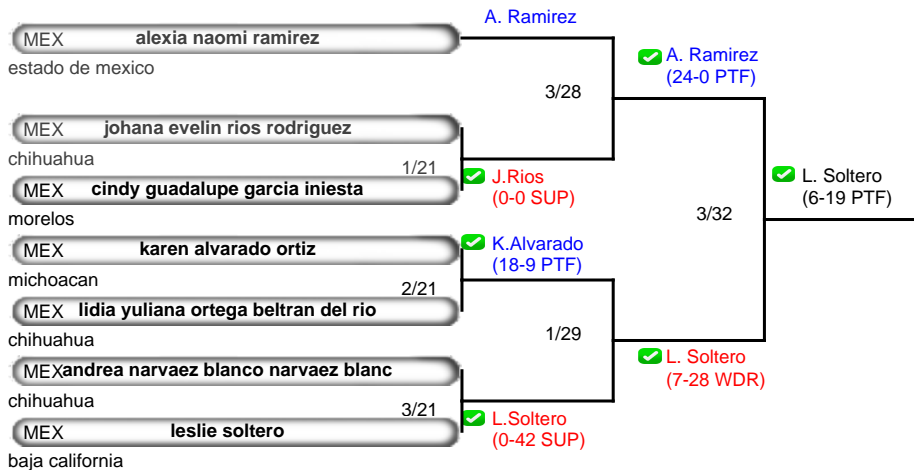 A. Ramirez
MEX alexia naomi ramirez
estado de mexico
A. Ramirez
(24-0 PTF)
3/28
MEX johana evelin rios rodriguez
chihuahua
1/21
J.Rios
(0-0 SUP)
MEX cindy guadalupe garcia iniesta
morelos
L. Soltero
(6-19 PTF)
3/32
MEX karen alvarado ortiz
michoacan
K.Alvarado
(18-9 PTF)
2/21
MEX lidia yuliana ortega beltran del rio
chihuahua
1/29
L. Soltero
(7-28 WDR)
MEX andrea narvaez blanco narvaez blanc
chihuahua
3/21
L.Soltero
(0-42 SUP)
MEX leslie soltero
baja california